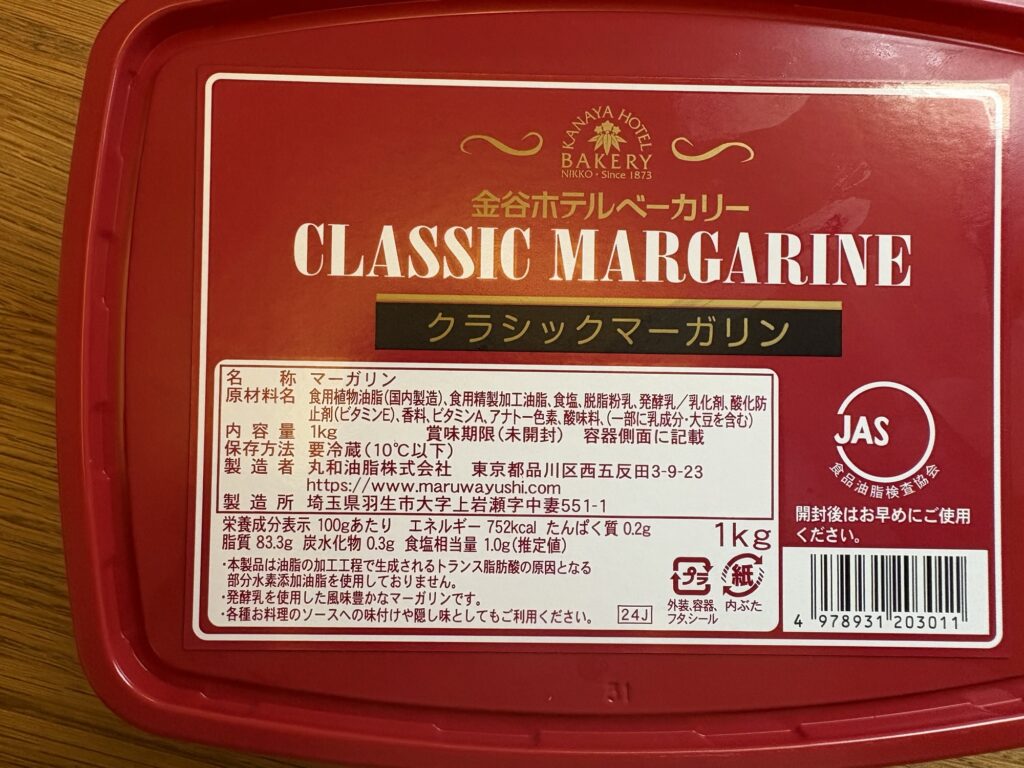 KANAYA HOTEL
BAKERY
NIKKO・Since 1873
金谷ホテルベーカリー
CLASSIC MARGARINE
クラシックマーガリン
名称 マーガリン
原材料名 食用植物油脂(国内製造)、食用精製加工油脂、食塩、脱脂粉乳、発酵乳/乳化剤、酸化防
止剤(ビタミンE)、香料、ビタミンA、アナトー色素、酸味料、(一部に乳成分・大豆を含む)
内容量 1kg 賞味期限(未開封) 容器側面に記載
保存方法 要冷蔵(10℃以下)
製造者 丸和油脂株式会社 東京都品川区西五反田3-9-23
https://www.maruwayushi.com
製造所 埼玉県羽生市大字上岩瀬字中妻551-1
栄養成分表示 100gあたり エネルギー 752kcal たんぱく質 0.2g
脂質 83.3g 炭水化物 0.3g 食塩相当量 1.0g(推定値)
・本製品は油脂の加工工程で生成されるトランス脂肪酸の原因となる
部分水素添加油脂を使用しておりません。
・発酵乳を使用した風味豊かなマーガリンです。
・各種お料理のソースへの味付けや隠し味としてもご利用ください。
24J
1kg
プラ
外装、容器、
フタ、シール
紙
内ぶた
JAS
食品油脂検査協会
開封後はお早めにご使用
ください。
4 978931 203011
31